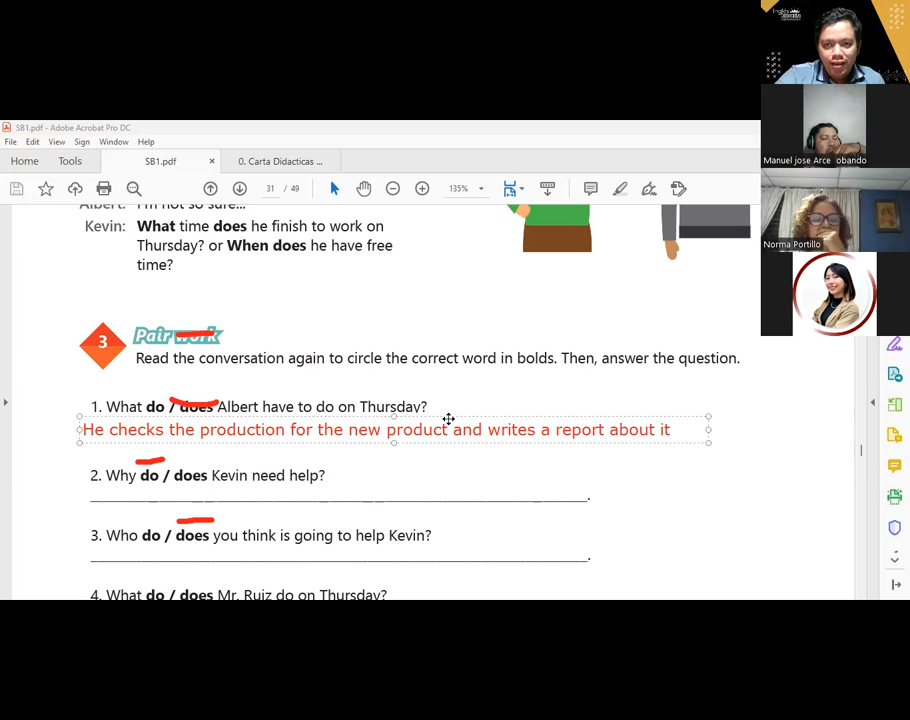 Inglés
SB1.pdf - Adobe Acrobat Pro DC
File Edit View Sign Window Help
Home Tools SB1.pdf × 0. Carta Didacticas ...
31 / 49 135%
Albert: I'm not so sure...
Kevin: What time does he finish to work on
Thursday? or When does he have free
time?
Manuel jose Arce obando
Norma Portillo
3 Pair work
Read the conversation again to circle the correct word in bolds. Then, answer the question.
1. What do / does Albert have to do on Thursday?
He checks the production for the new product and writes a report about it
2. Why do / does Kevin need help?
3. Who do / does you think is going to help Kevin?
4. What do / does Mr. Ruiz do on Thursday?